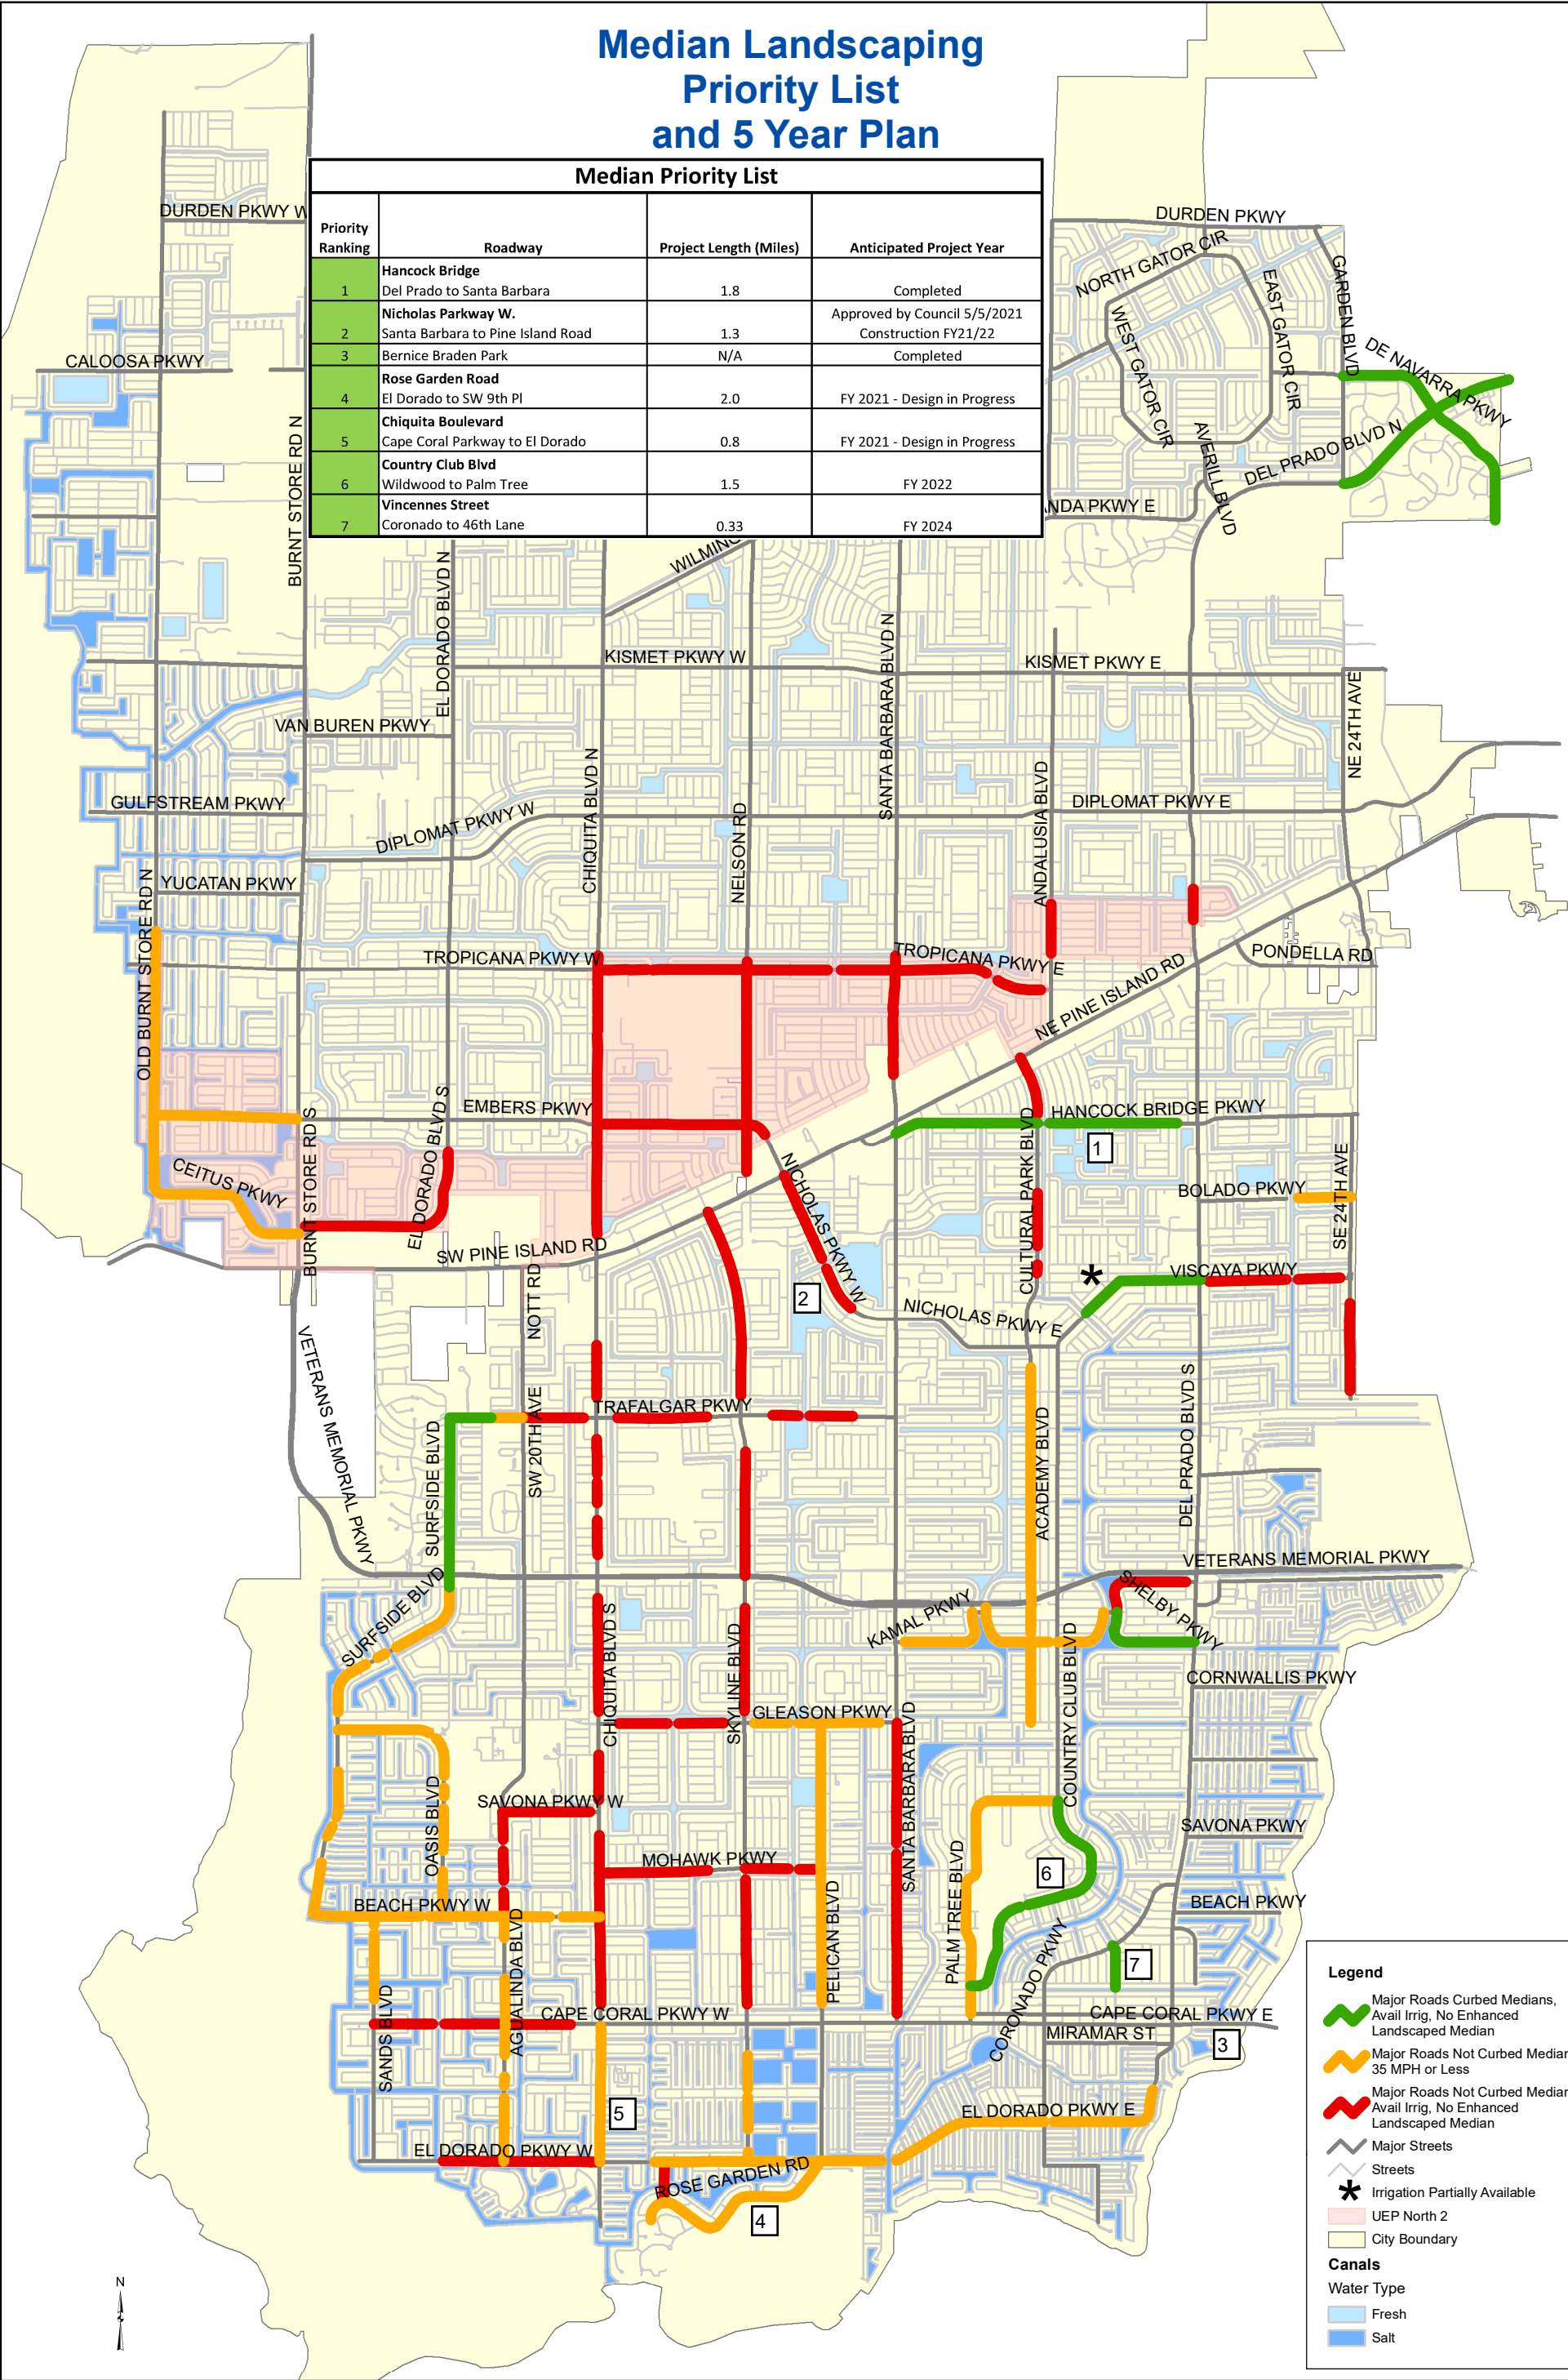 Median Landscaping
Priority List
and 5 Year Plan
Median Priority List
Priority Ranking
Roadway
Project Length (Miles)
Anticipated Project Year
1
Hancock Bridge
Del Prado to Santa Barbara
1.8
Completed
2
Nicholas Parkway W.
Santa Barbara to Pine Island Road
1.3
Approved by Council 5/5/2021
Construction FY21/22
3
Bernice Braden Park
N/A
Completed
4
Rose Garden Road
El Dorado to SW 9th Pl
2.0
FY 2021 - Design in Progress
5
Chiquita Boulevard
Cape Coral Parkway to El Dorado
0.8
FY 2021 - Design in Progress
6
Country Club Blvd
Wildwood to Palm Tree
1.5
FY 2022
7
Vincennes Street
Coronado to 46th Lane
0.33
FY 2024
DURDEN PKWY W
DURDEN PKWY
NORTH GATOR CIR
EAST GATOR CIR
WEST GATOR CIR
GARDEN BLVD
DE NAVARRA PKWY
CALOOSA PKWY
AVERILL BLVD
DEL PRADO BLVD N
BURNT STORE RD N
NDA PKWY E
WILMING
EL DORADO BLVD N
KISMET PKWY W
KISMET PKWY E
SANTA BARBARA BLVD N
NE 24TH AVE
VAN BUREN PKWY
CHIQUITA BLVD N
GULFSTREAM PKWY
DIPLOMAT PKWY W
DIPLOMAT PKWY E
NELSON RD
ANDALUSIA BLVD
YUCATAN PKWY
OLD BURNT STORE RD N
TROPICANA PKWY W
TROPICANA PKWY E
PONDELLA RD
NE PINE ISLAND RD
EMBERS PKWY
HANCOCK BRIDGE PKWY
1
CEITUS PKWY
BURNT STORE RD S
EL DORADO BLVD S
NICHOLAS PKWY W
CULTURAL PARK BLVD
BOLADO PKWY
SE 24TH AVE
SW PINE ISLAND RD
*
VISCAYA PKWY
2
NOTT RD
NICHOLAS PKWY E
VETERANS MEMORIAL PKWY
TRAFALGAR PKWY
SURFSIDE BLVD
SW 20TH AVE
ACADEMY BLVD
DEL PRADO BLVD S
VETERANS MEMORIAL PKWY
SHELBY PKWY
SURFSIDE BLVD
KAMAL PKWY
CHIQUITA BLVD S
SKYLINE BLVD
COUNTRY CLUB BLVD
CORNWALLIS PKWY
GLEASON PKWY
SANTA BARBARA BLVD
OASIS BLVD
SAVONA PKWY W
SAVONA PKWY
MOHAWK PKWY
6
PALM TREE BLVD
PELICAN BLVD
BEACH PKWY W
BEACH PKWY
AGUALINDA BLVD
CORONADO PKWY
7
SANDS BLVD
CAPE CORAL PKWY W
CAPE CORAL PKWY E
MIRAMAR ST
3
5
EL DORADO PKWY E
EL DORADO PKWY W
ROSE GARDEN RD
4
N
Legend
Major Roads Curbed Medians,
Avail Irrig, No Enhanced
Landscaped Median
Major Roads Not Curbed Median
35 MPH or Less
Major Roads Not Curbed Median
Avail Irrig, No Enhanced
Landscaped Median
Major Streets
Streets
* Irrigation Partially Available
UEP North 2
City Boundary
Canals
Water Type
Fresh
Salt